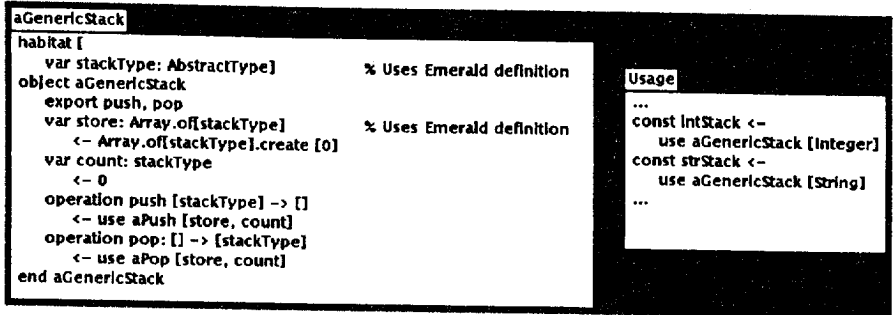 aGenericStack
habitat [
var stackType: AbstractType] % Uses Emerald definition
object aGenericStack
export push, pop
var store: Array.of[stackType] % Uses Emerald definition
<- Array.of[stackType].create [0]
var count: stackType
<- 0
operation push [stackType] -> []
<- use aPush [store, count]
operation pop: [] -> [stackType]
<- use aPop [store, count]
end aGenericStack
Usage
...
const intStack <-
use aGenericStack [Integer]
const strStack <-
use aGenericStack [String]
...